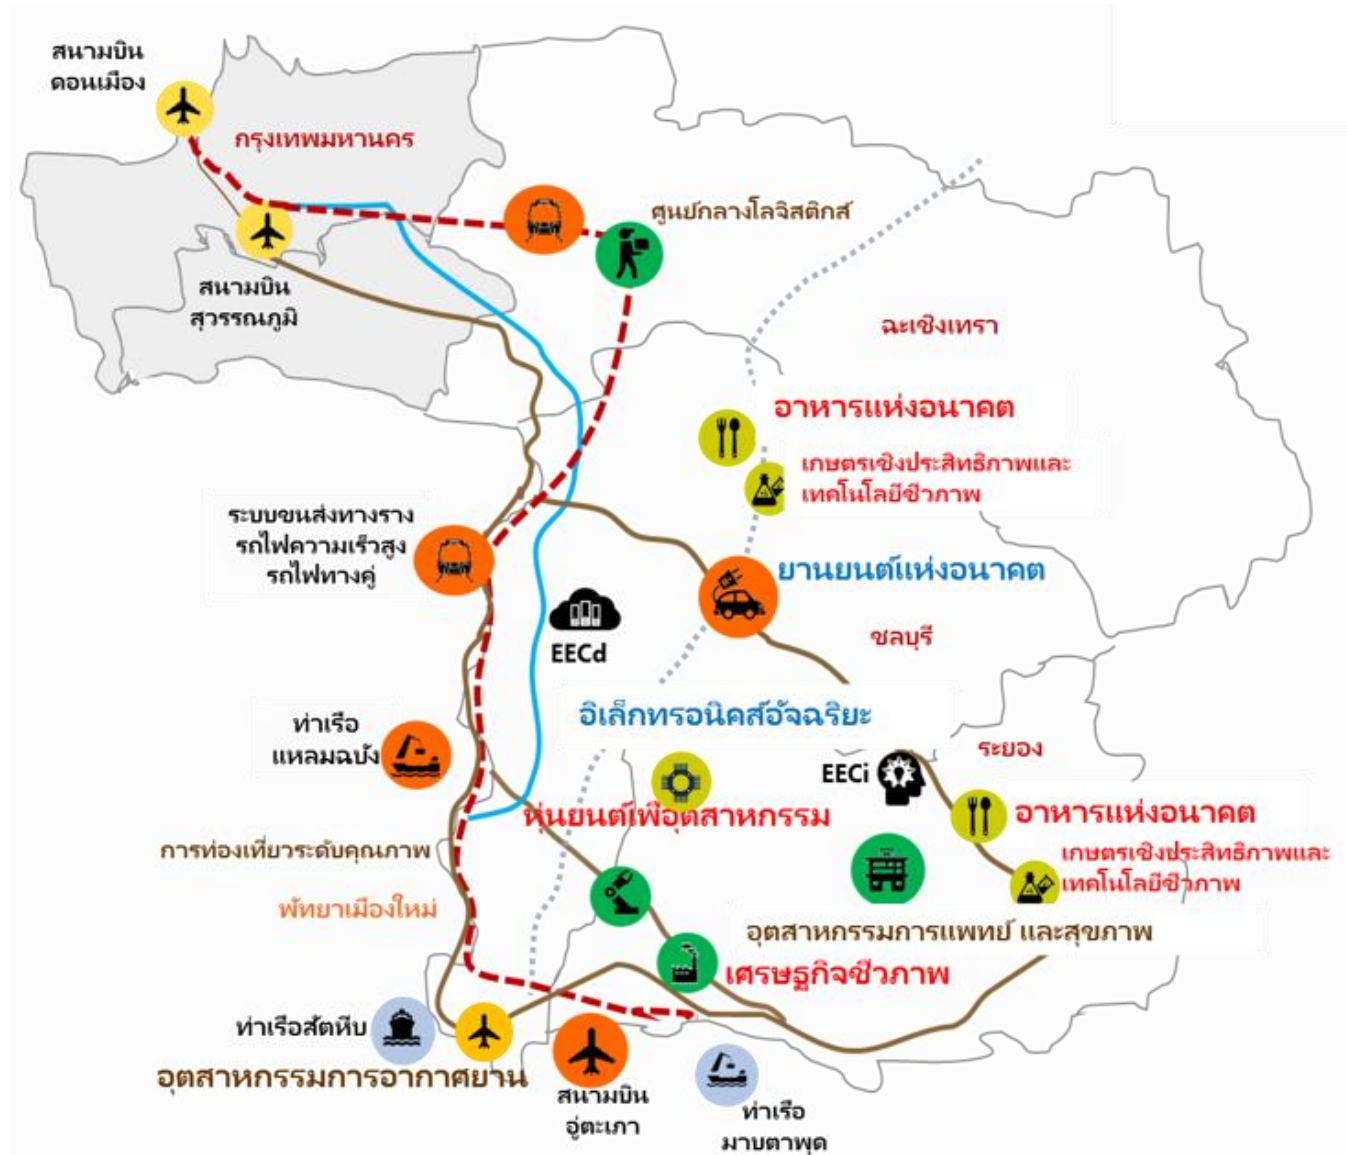 สนามบิน
ดอนเมือง
กรุงเทพมหานคร
ศูนย์กลางโลจิสติกส์
สนามบิน
สุวรรณภูมิ
ฉะเชิงเทรา
อาหารแห่งอนาคต
เกษตรเชิงประสิทธิภาพและ
เทคโนโลยีชีวภาพ
ระบบขนส่งทางราง
รถไฟความเร็วสูง
รถไฟทางคู่
ยานยนต์แห่งอนาคต
ชลบุรี
EECd
อิเล็กทรอนิคส์อัจฉริยะ
ท่าเรือ
แหลมฉบัง
ระยอง
EECi
หุ่นยนต์เพื่อุตสาหกรรม
อาหารแห่งอนาคต
การท่องเที่ยวระดับคุณภาพ
เกษตรเชิงประสิทธิภาพและ
เทคโนโลยีชีวภาพ
พัทยาเมืองใหม่
อุตสาหกรรมการแพทย์ และสุขภาพ
เศรษฐกิจชีวภาพ
ท่าเรือสัตหีบ
อุตสาหกรรมการอากาศยาน
สนามบิน
อู่ตะเภา
ท่าเรือ
มาบตาพุด